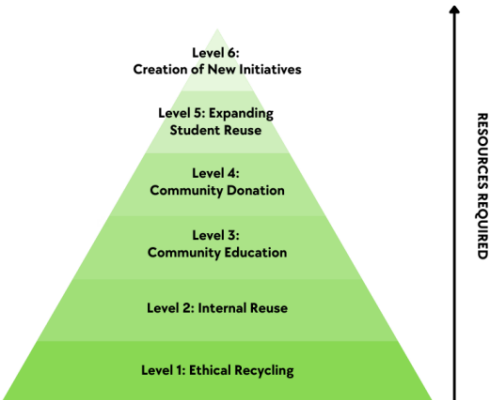 Level 6:
Creation of New Initiatives
Level 5: Expanding
Student Reuse
Level 4:
Community Donation
Level 3:
Community Education
Level 2: Internal Reuse
Level 1: Ethical Recycling
RESOURCES REQUIRED